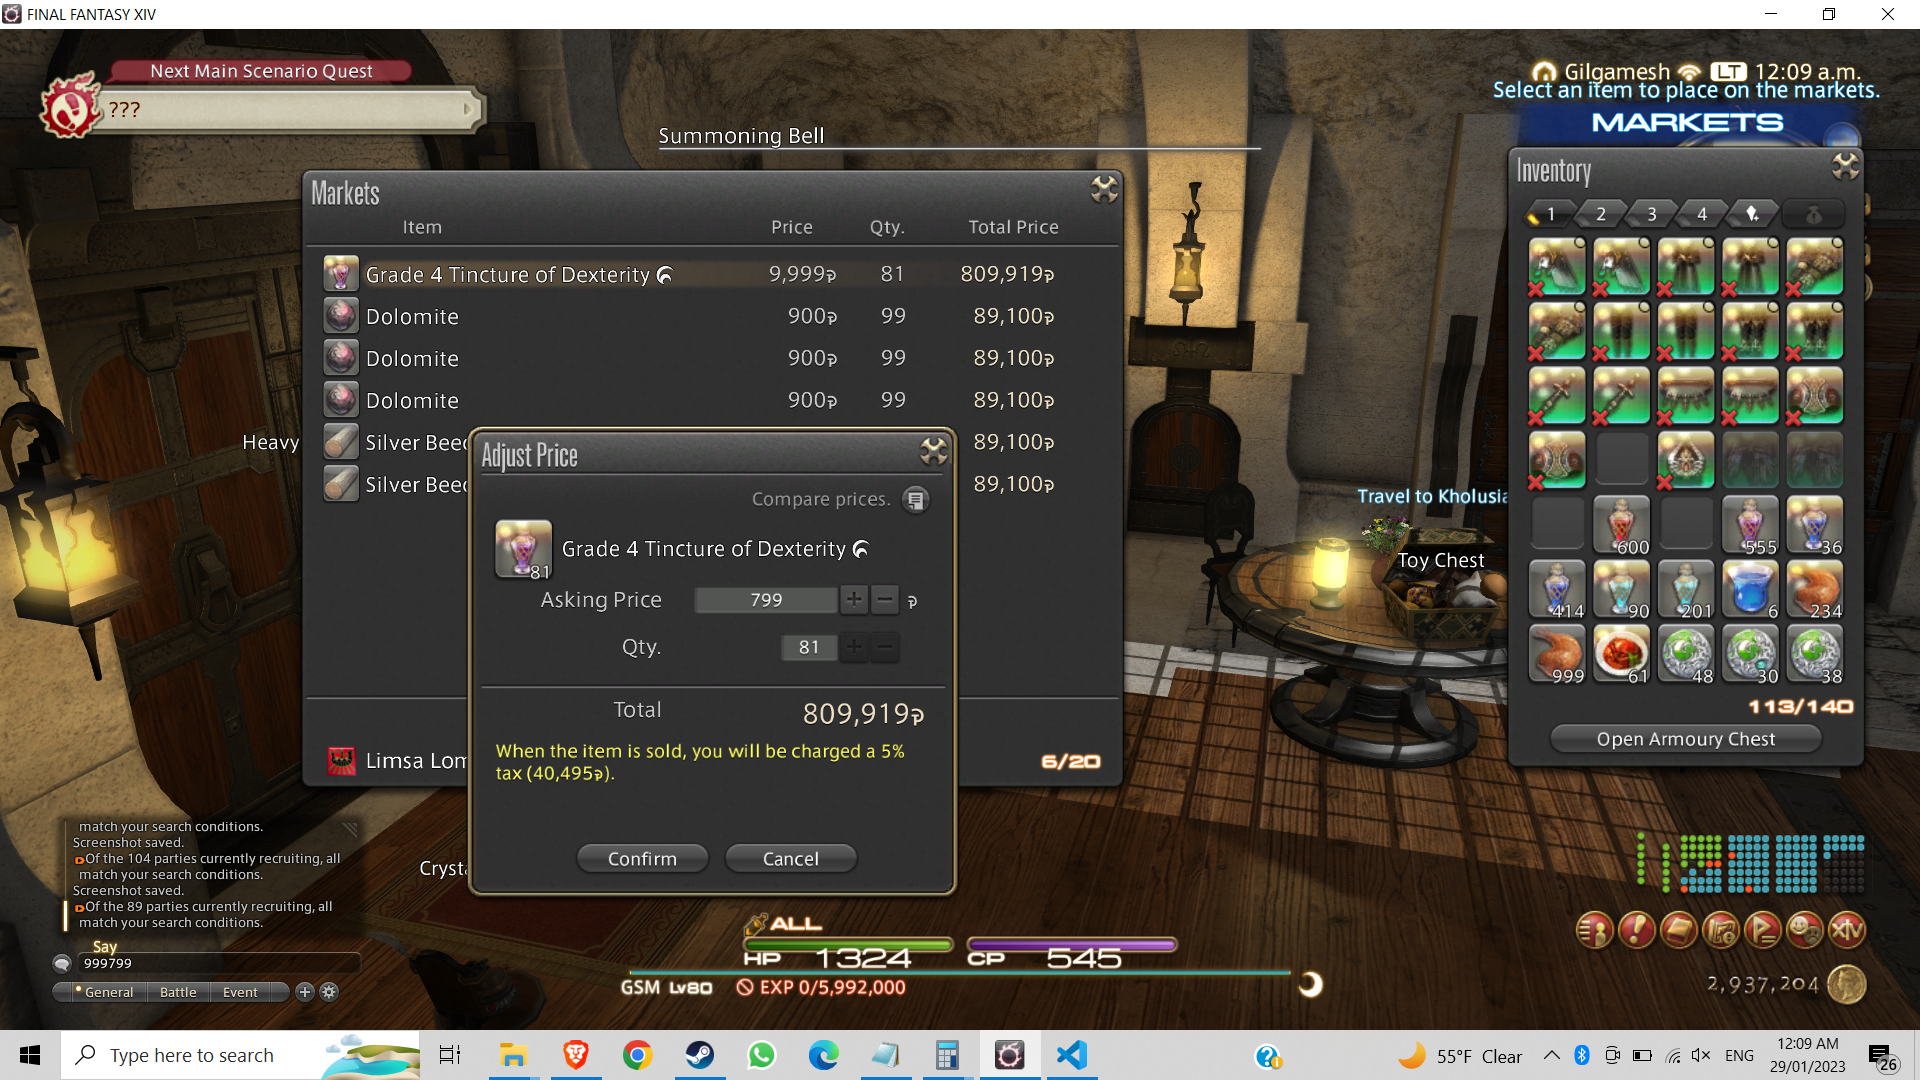 FINAL FANTASY XIV
Next Main Scenario Quest
???
Gilgamesh LT 12:09 a.m.
Select an item to place on the markets.
MARKETS
Summoning Bell
Markets
Item Price Qty. Total Price
Grade 4 Tincture of Dexterity 9,999 81 809,919
Dolomite 900 99 89,100
Dolomite 900 99 89,100
Dolomite 900 99 89,100
Heavy
Silver Beec 89,100
Silver Beec 89,100
Limsa Lom 6/20
Adjust Price
Compare prices.
81
Grade 4 Tincture of Dexterity
Asking Price 799
Qty. 81
Total 809,919
When the item is sold, you will be charged a 5%
tax (40,495).
Confirm Cancel
Inventory
1 2 3 4
600 555 36
414 90 201 6 234
999 61 48 30 38
113/140
Open Armoury Chest
Travel to Kholusia
Toy Chest
Crysta
match your search conditions.
Screenshot saved.
Of the 104 parties currently recruiting, all
match your search conditions.
Screenshot saved.
Of the 89 parties currently recruiting, all
match your search conditions.
Say
999799
General Battle Event
ALL
HP 1324 CP 545
GSM Lv80 EXP 0/5,992,000
2,937,204
Type here to search
55°F Clear
ENG
12:09 AM
29/01/2023
26